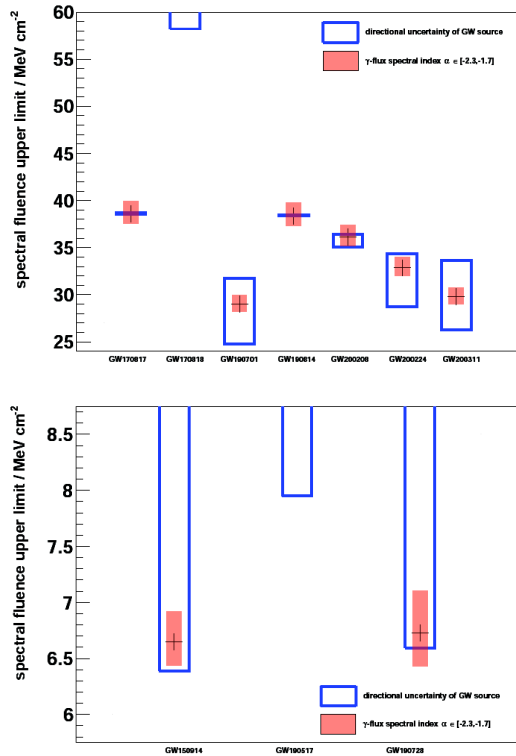 spectral fluence upper limit / MeV cm-2
60
55
50
45
40
35
30
25
directional uncertainty of GW source
γ-flux spectral index α ∈ [-2.3,-1.7]
GW170817 GW170818 GW190701 GW190814 GW200208 GW200224 GW200311
spectral fluence upper limit / MeV cm-2
8.5
8
7
6.5
6
7
directional uncertainty of GW source
γ-flux spectral index α ∈ [-2.3,-1.7]
GW150914 GW190517 GW190728